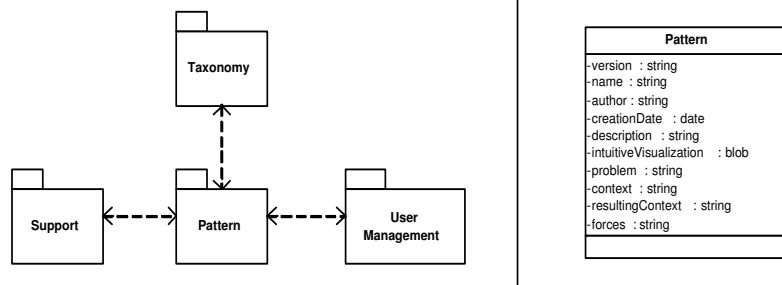 Taxonomy
Support
Pattern
User
Management
Pattern
-version : string
-name : string
-author : string
-creationDate : date
-description : string
-intuitiveVisualization : blob
-problem : string
-context : string
-resultingContext : string
-forces : string